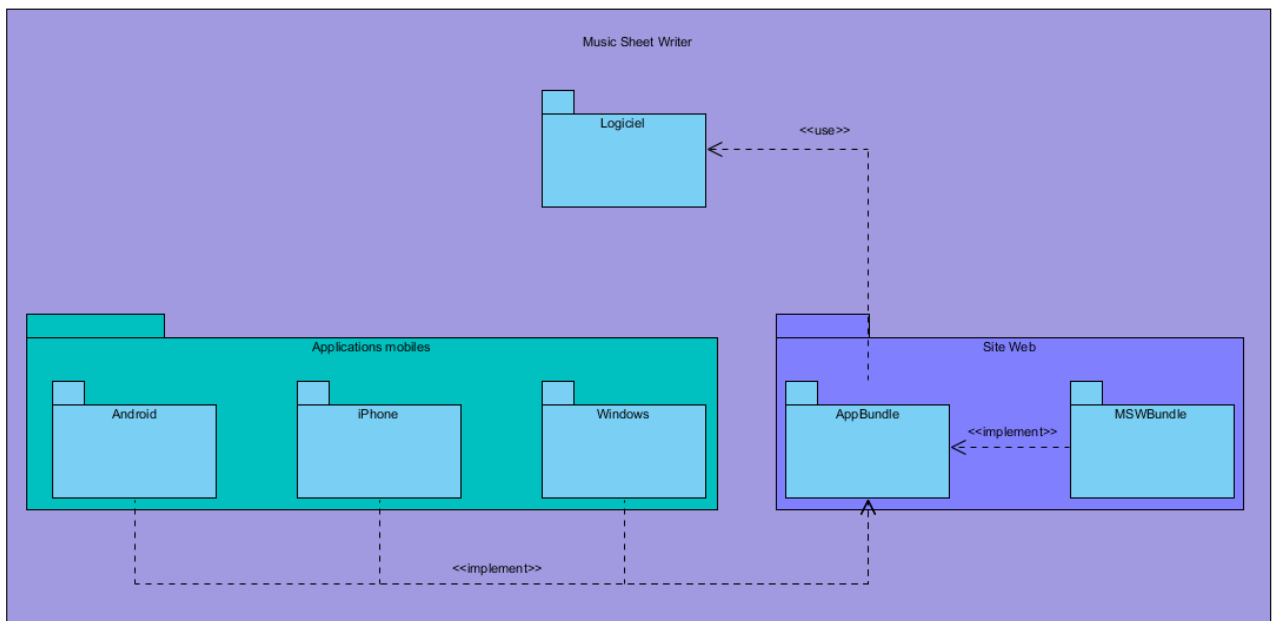 Music Sheet Writer
Logiciel
<<use>>
Applications mobiles
Site Web
Android
iPhone
Windows
AppBundle
MSWBundle
<<implement>>
<<implement>>